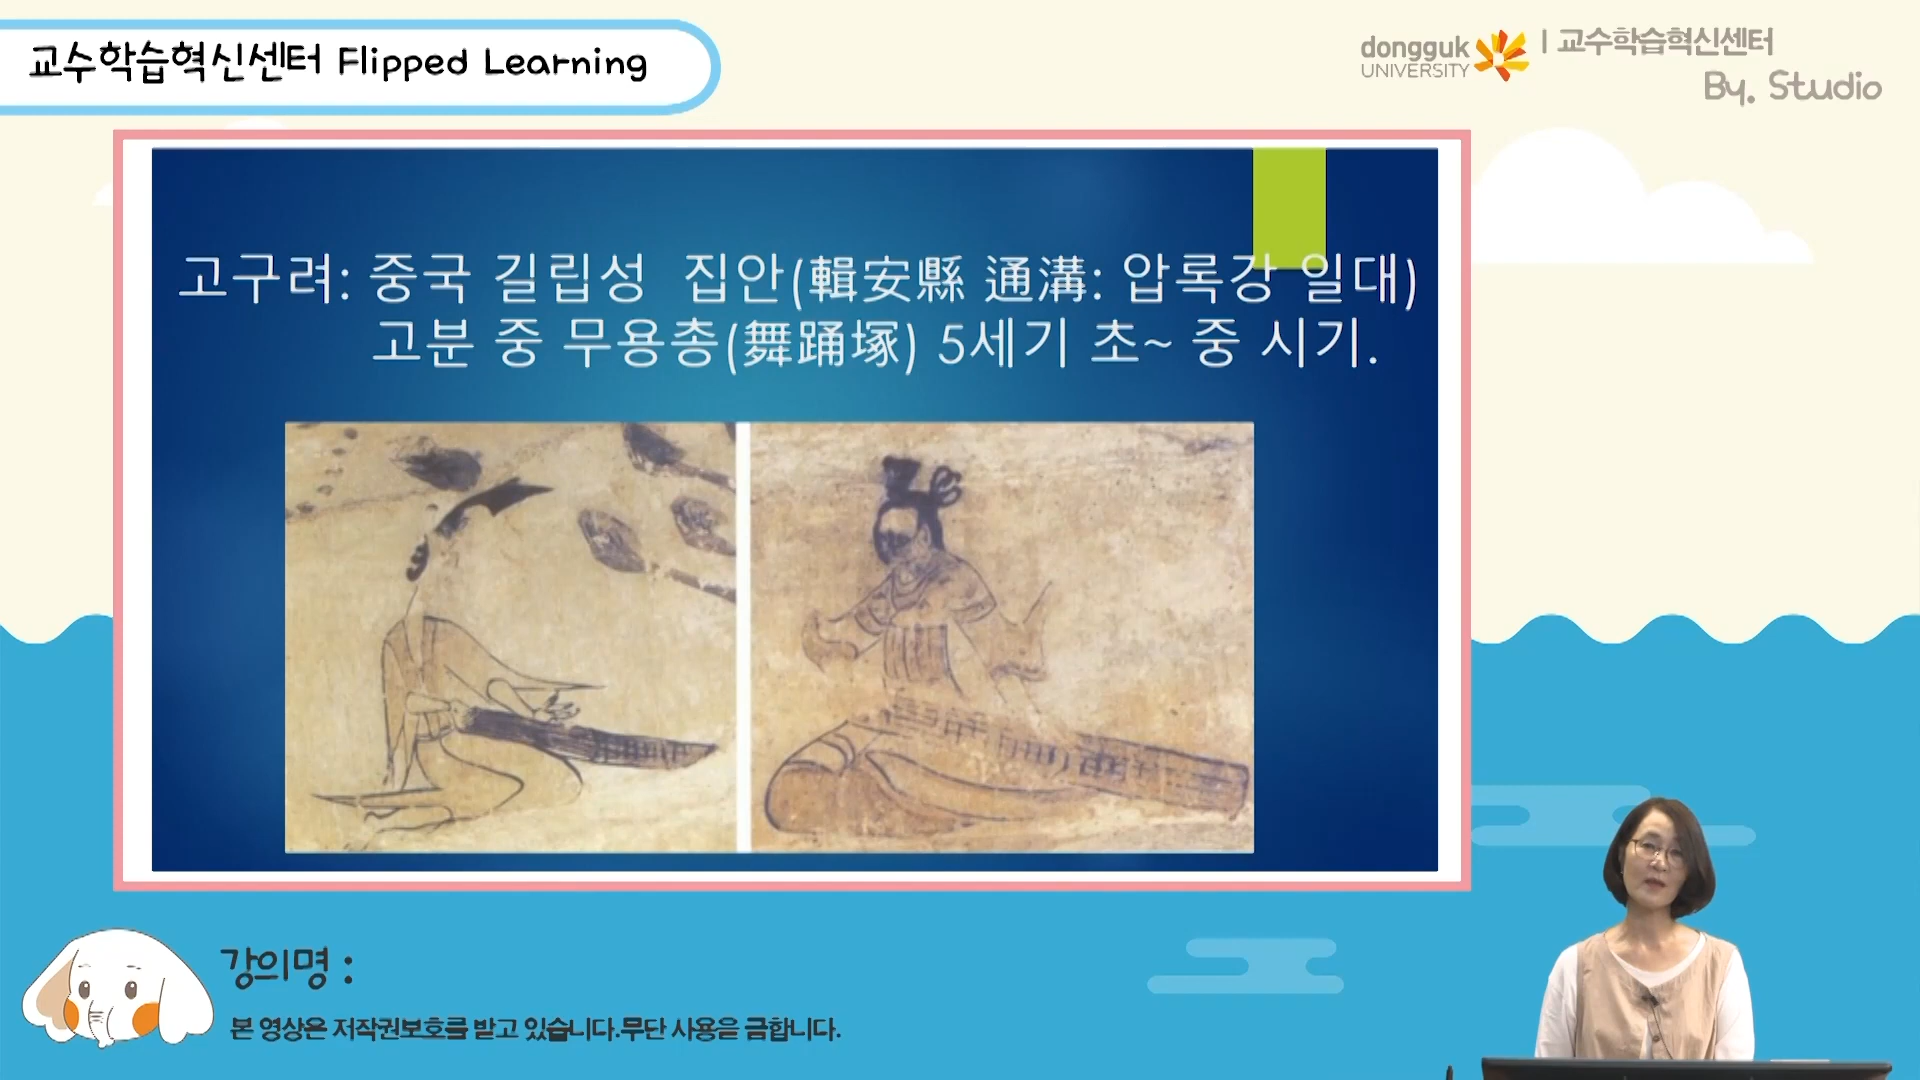 교수학습혁신센터 Flipped Learning
dongguk UNIVERSITY | 교수학습혁신센터
By. Studio
고구려: 중국 길림성 집안(輯安縣 通溝: 압록강 일대)
고분 중 무용총(舞踊塚) 5세기 초~ 중 시기.
강의명 :
본 영상은 저작권보호를 받고 있습니다.무단 사용을 금합니다.